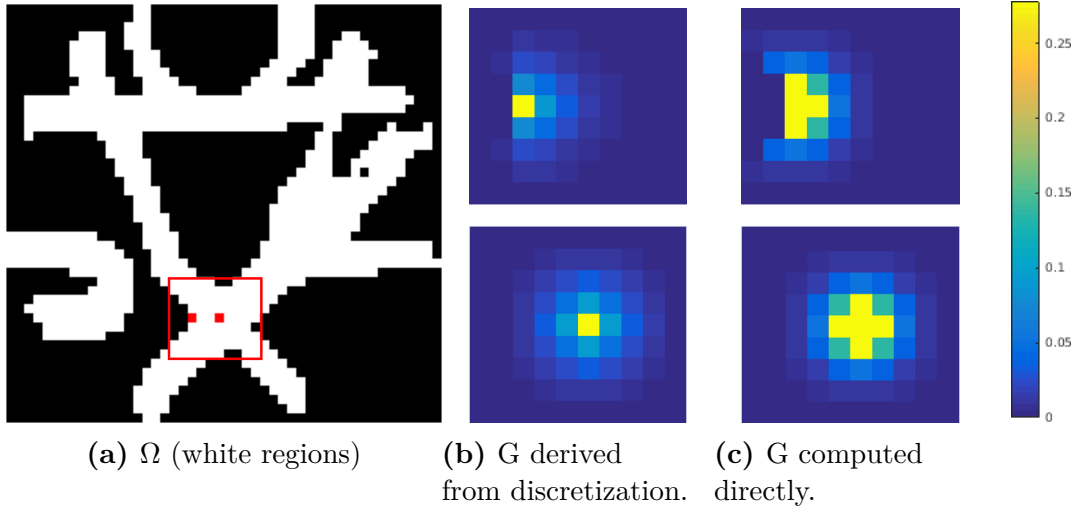 0.25
0.2
0.15
0.1
0.05
0
(a) Ω (white regions)
(b) G derived
from discretization.
(c) G computed
directly.